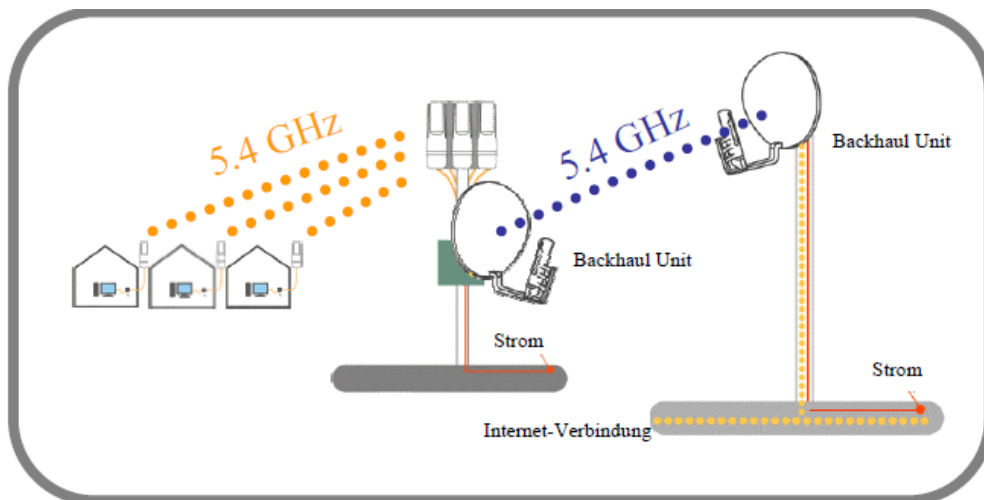 5.4 GHz
5.4 GHz
Backhaul Unit
Backhaul Unit
Strom
Strom
Internet-Verbindung